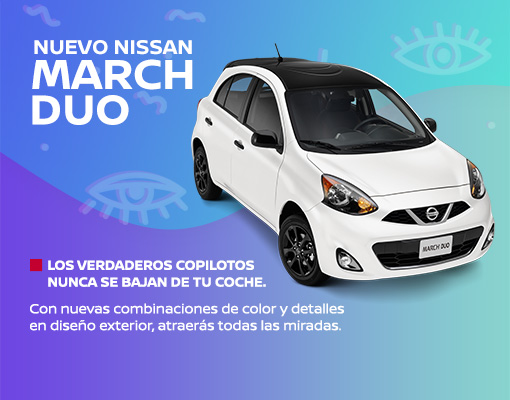 NUEVO NISSAN
MARCH
DUO
MARCH DUO
LOS VERDADEROS COPILOTOS
NUNCA SE BAJAN DE TU COCHE.
Con nuevas combinaciones de color y detalles
en diseño exterior, atraerás todas las miradas.